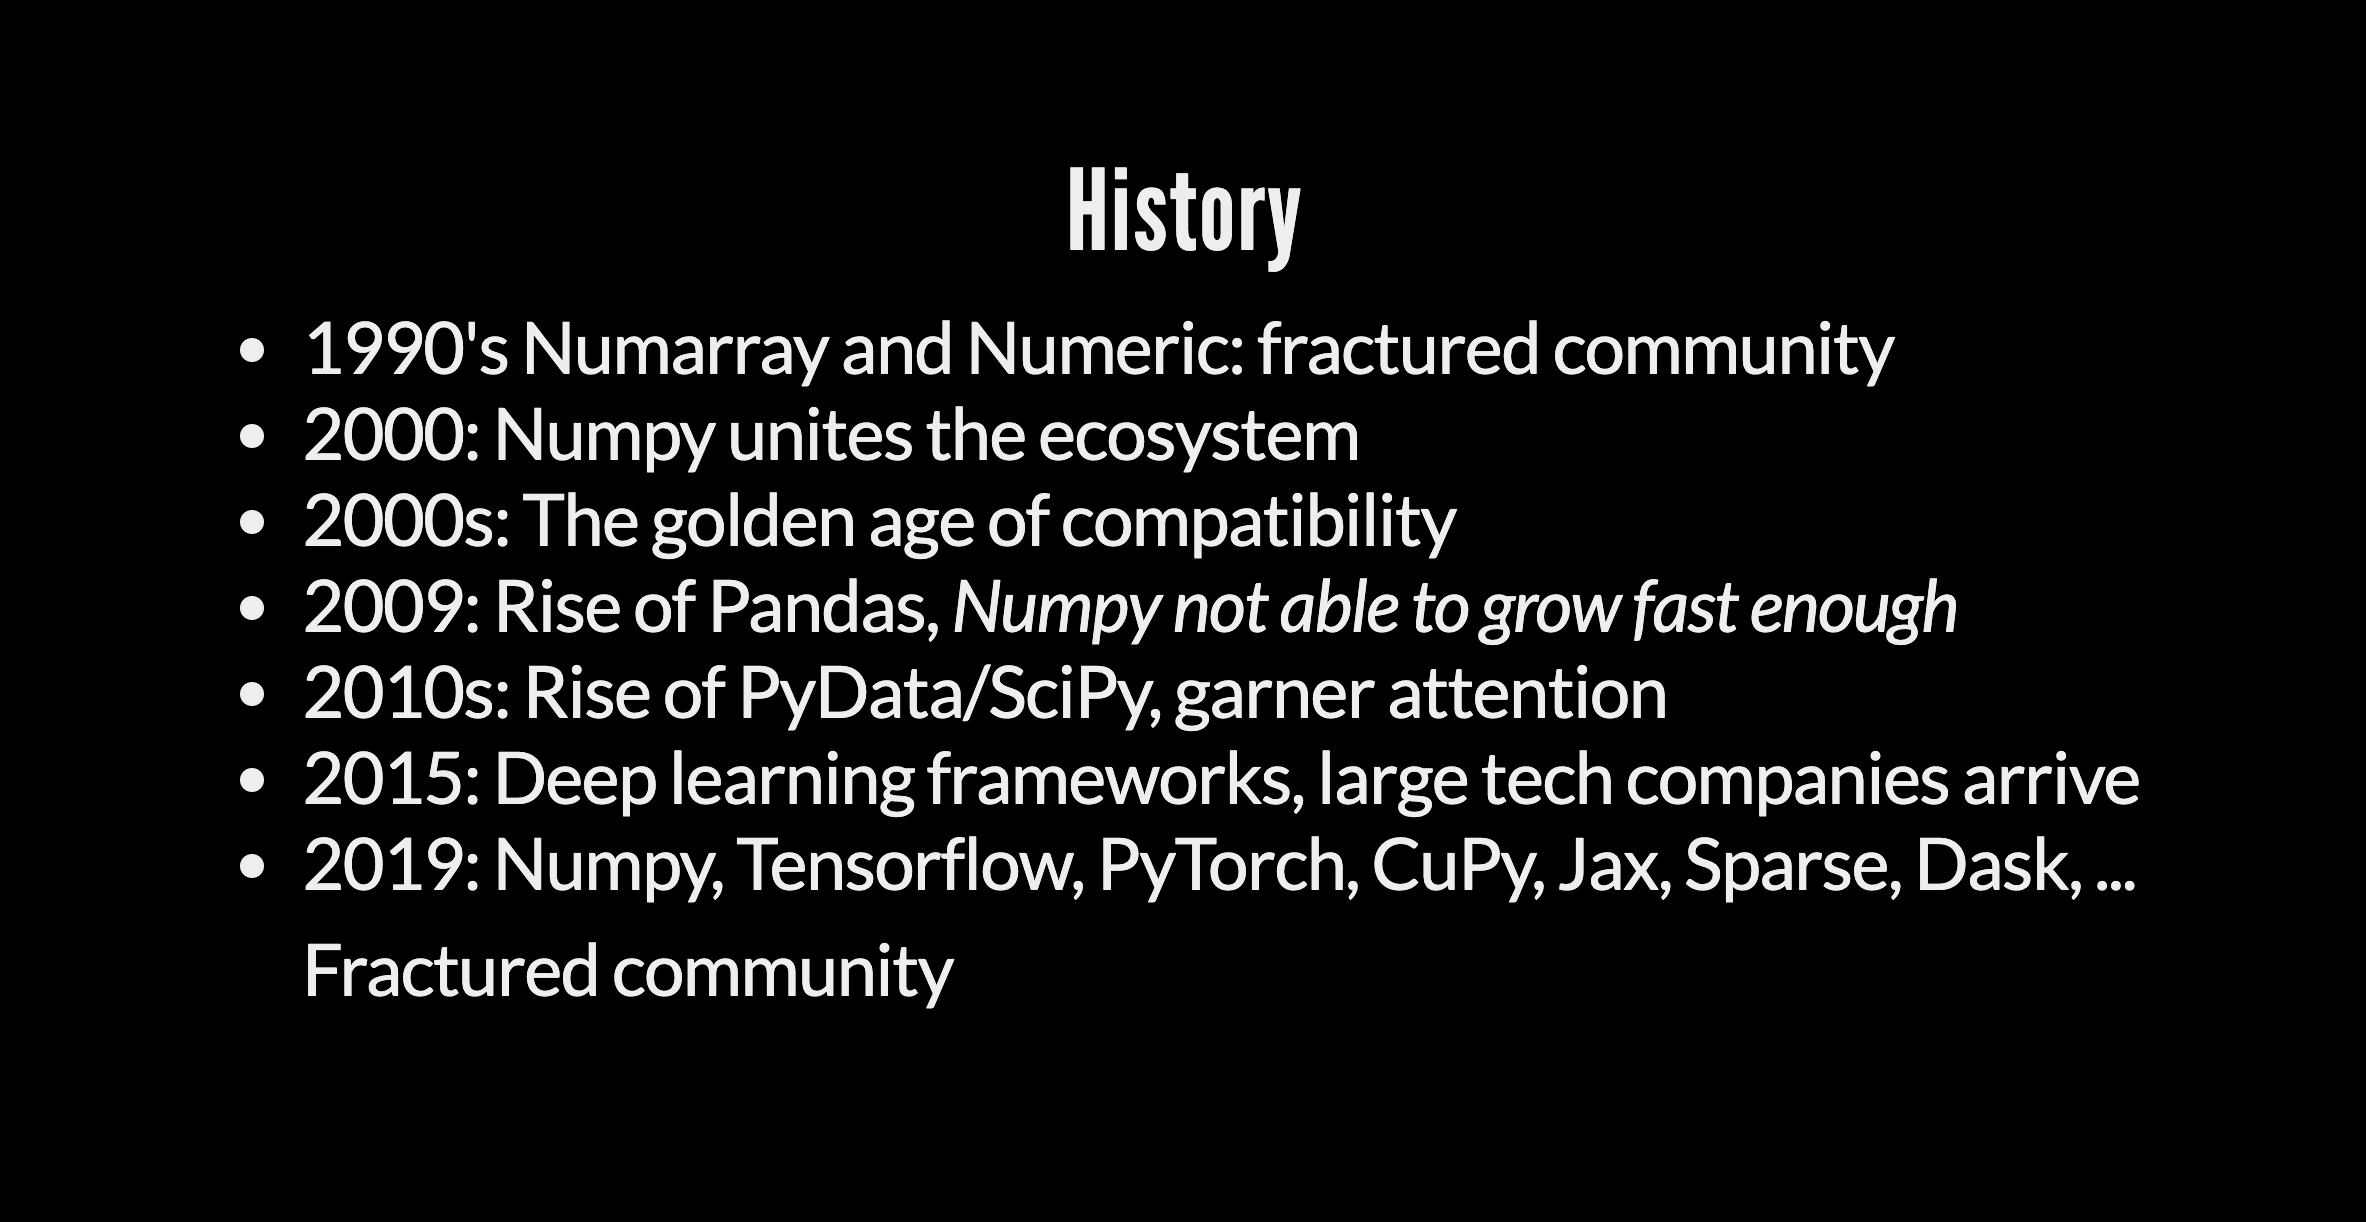 History
1990's Numarray and Numeric: fractured community
2000: Numpy unites the ecosystem
2000s: The golden age of compatibility
2009: Rise of Pandas, Numpy not able to grow fast enough
2010s: Rise of PyData/SciPy, garner attention
2015: Deep learning frameworks, large tech companies arrive
2019: Numpy, Tensorflow, PyTorch, CuPy, Jax, Sparse, Dask, ...
Fractured community